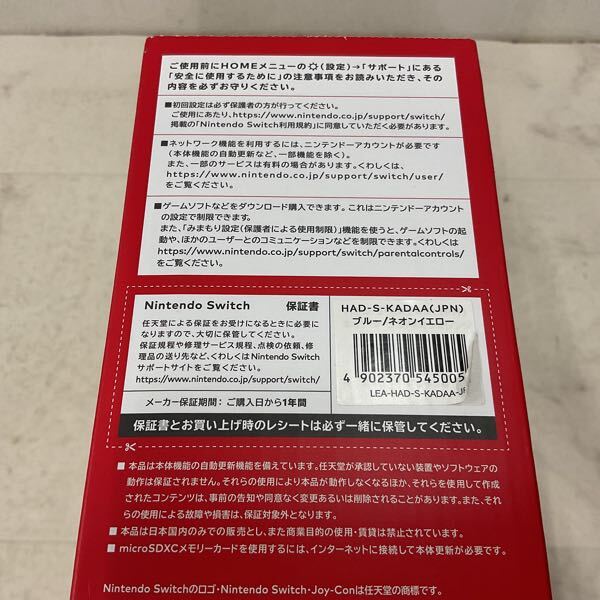 ご使用前にHOMEメニューの(設定)→「サポート」にある
「安全に使用するために」の注意事項をお読みいただき、その
内容を必ずお守りください。
■初回設定は必ず保護者の方が行ってください。
ご使用にあたり、https://www.nintendo.co.jp/support/switch/
掲載の「Nintendo Switch利用規約」に同意していただく必要があります。
■ネットワーク機能を利用するには、ニンテンドーアカウントが必要です
(本体機能の自動更新など、一部機能を除く)。
また、一部のサービスは有料の場合があります。くわしくは、
https://www.nintendo.co.jp/support/switch/user/
をご覧ください。
■ゲームソフトなどをダウンロード購入できます。これはニンテンドーアカウント
の設定で制限できます。
また、「みまもり設定(保護者による使用制限)」機能を使うと、ゲームソフトの起
動や、ほかのユーザーとのコミュニケーションなどを制限できます。くわしくは
https://www.nintendo.co.jp/support/switch/parentalcontrols/
をご覧ください。
Nintendo Switch 保証書
任天堂による保証をお受けになるときに必要に
なりますので、大切に保管してください。
保証規程や修理サービス規程、点検の依頼、修
理品の送り先など、くわしくはNintendo Switch
サポートサイトをご覧ください。
https://www.nintendo.co.jp/support/switch/
メーカー保証期間：ご購入日から1年間
HAD-S-KADAA(JPN)
ブルー/ネオンイエロー
4 902370 545005
LEA-HAD-S-KADAA-JP
保証書とお買い上げ時のレシートは必ず一緒に保管してください。
■本品は本体機能の自動更新機能を備えています。任天堂が承認していない装置やソフトウェアの
動作は保証されません。それらの使用により本品が動作しなくなるほか、それらを使用して作成
されたコンテンツは、事前の告知や同意なく変更あるいは削除されることがあります。また、それ
らの使用による故障や損害は、保証対象外となります。
■本品は日本国内のみでの販売とし、また商業目的の使用・賃貸は禁止されています。
■microSDXCメモリーカードを使用するには、インターネットに接続して本体更新が必要です。
Nintendo Switchのロゴ・Nintendo Switch・Joy-Conは任天堂の商標です。